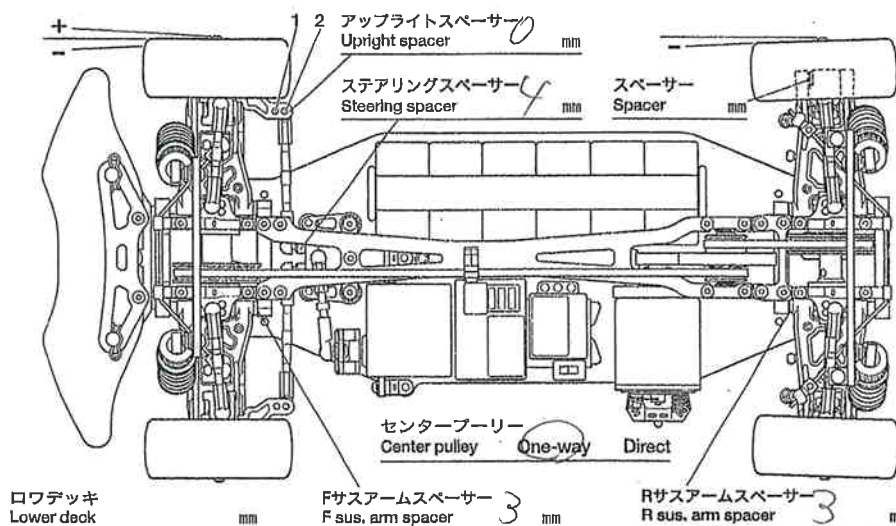 +
-
1 2 アップライトスペーサー
Upright spacer 0 mm
ステアリングスペーサー
Steering spacer 4 mm
-
スペーサー
Spacer mm
センタープーリー
Center pulley One-way Direct
ロワデッキ
Lower deck mm
Fサスアームスペーサー
F sus. arm spacer 3 mm
Rサスアームスペーサー
R sus. arm spacer 3